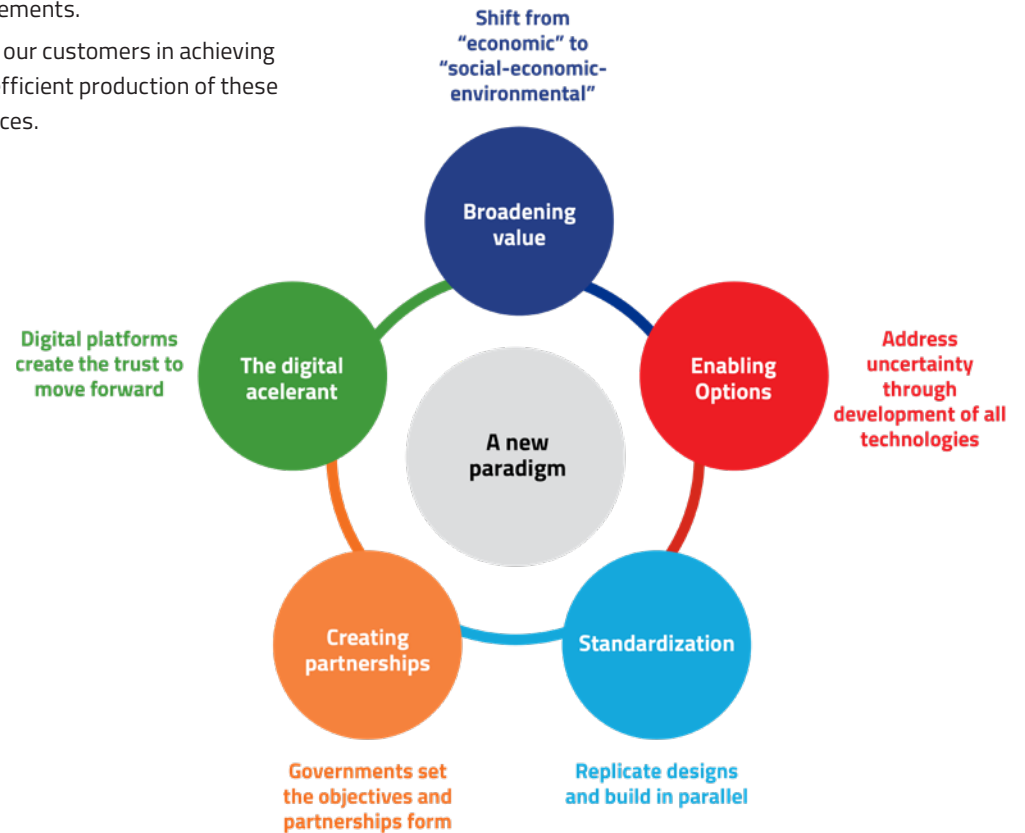 ements.
our customers in achieving
efficient production of these
ces.
Shift from
“economic” to
“social-economic-
environmental”
Broadening
value
Enabling
Options
Address
uncertainty
through
development of all
technologies
Standardization
Replicate designs
and build in parallel
Creating
partnerships
Governments set
the objectives and
partnerships form
The digital
acelerant
Digital platforms
create the trust to
move forward
A new
paradigm